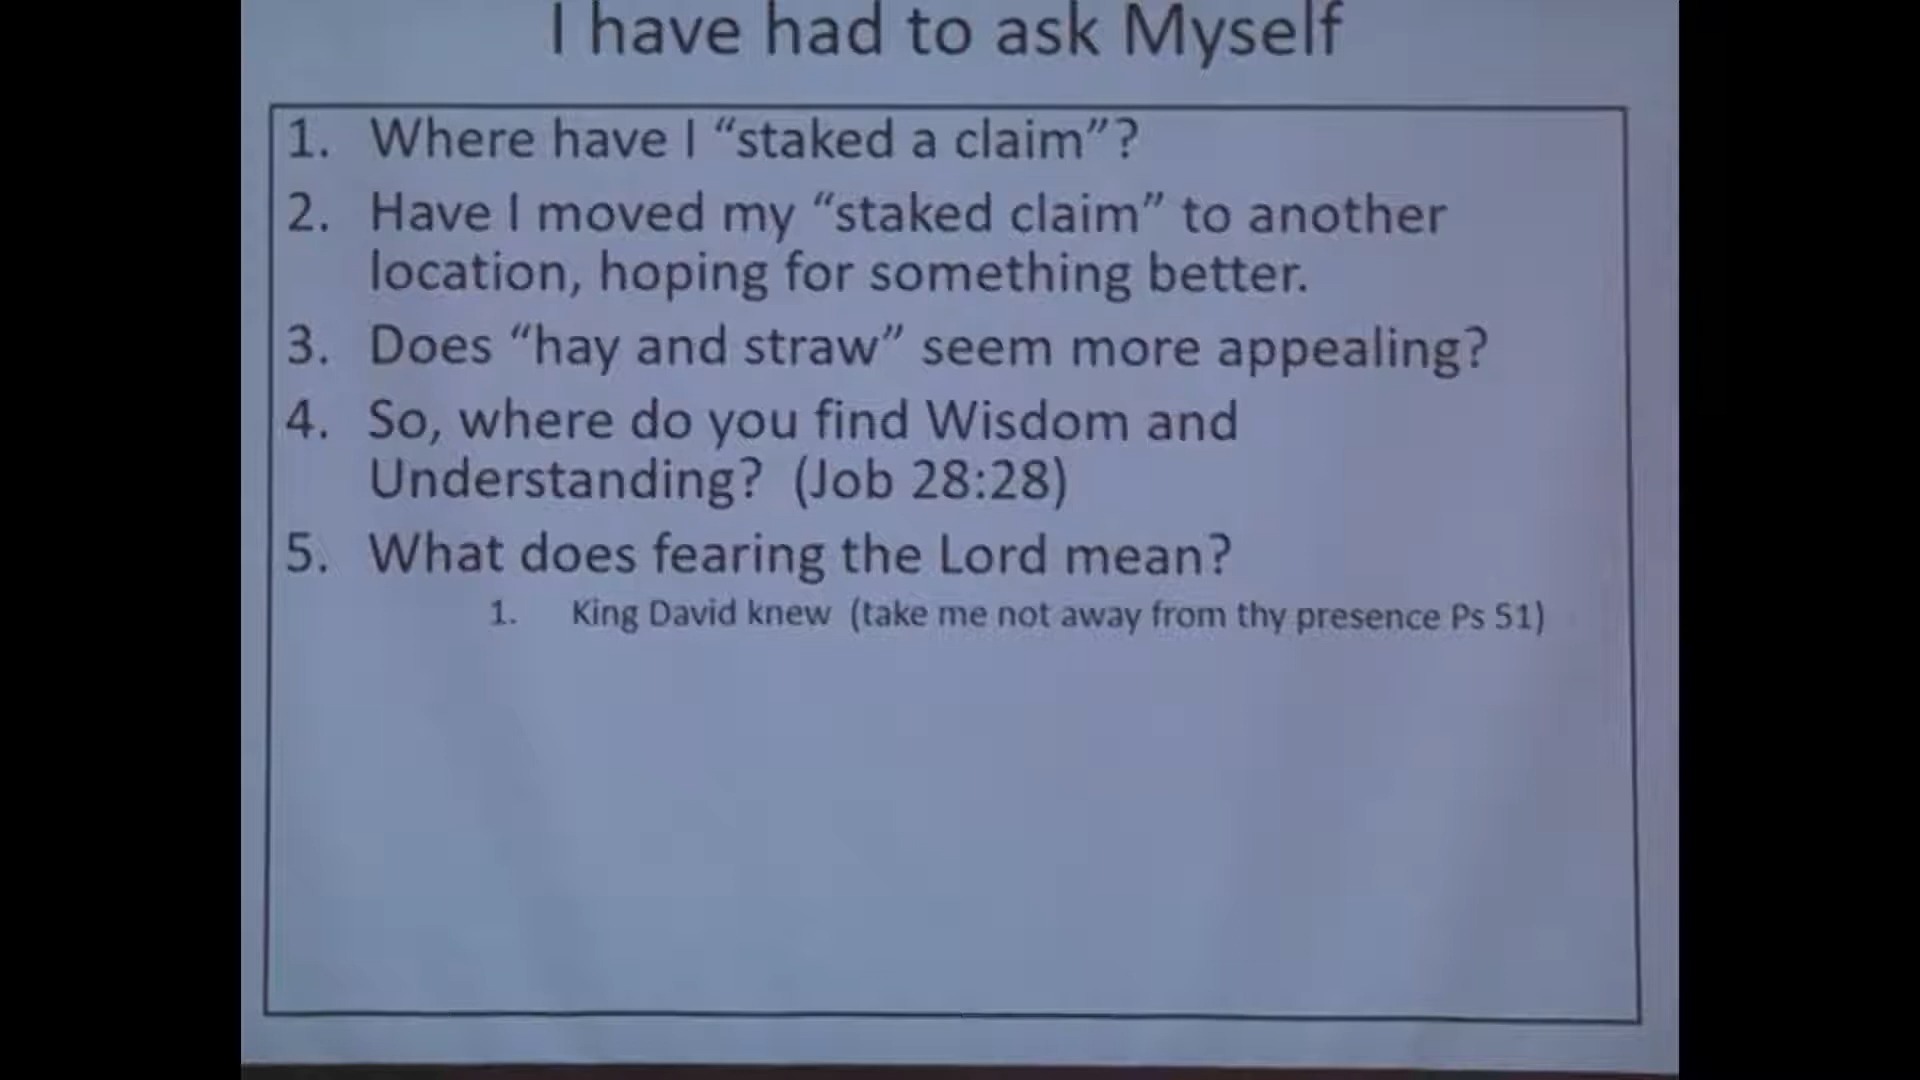 I have had to ask Myself
1. Where have I “staked a claim”?
2. Have I moved my “staked claim” to another
location, hoping for something better.
3. Does “hay and straw” seem more appealing?
4. So, where do you find Wisdom and
Understanding? (Job 28:28)
5. What does fearing the Lord mean?
1. King David knew (take me not away from thy presence Ps 51)